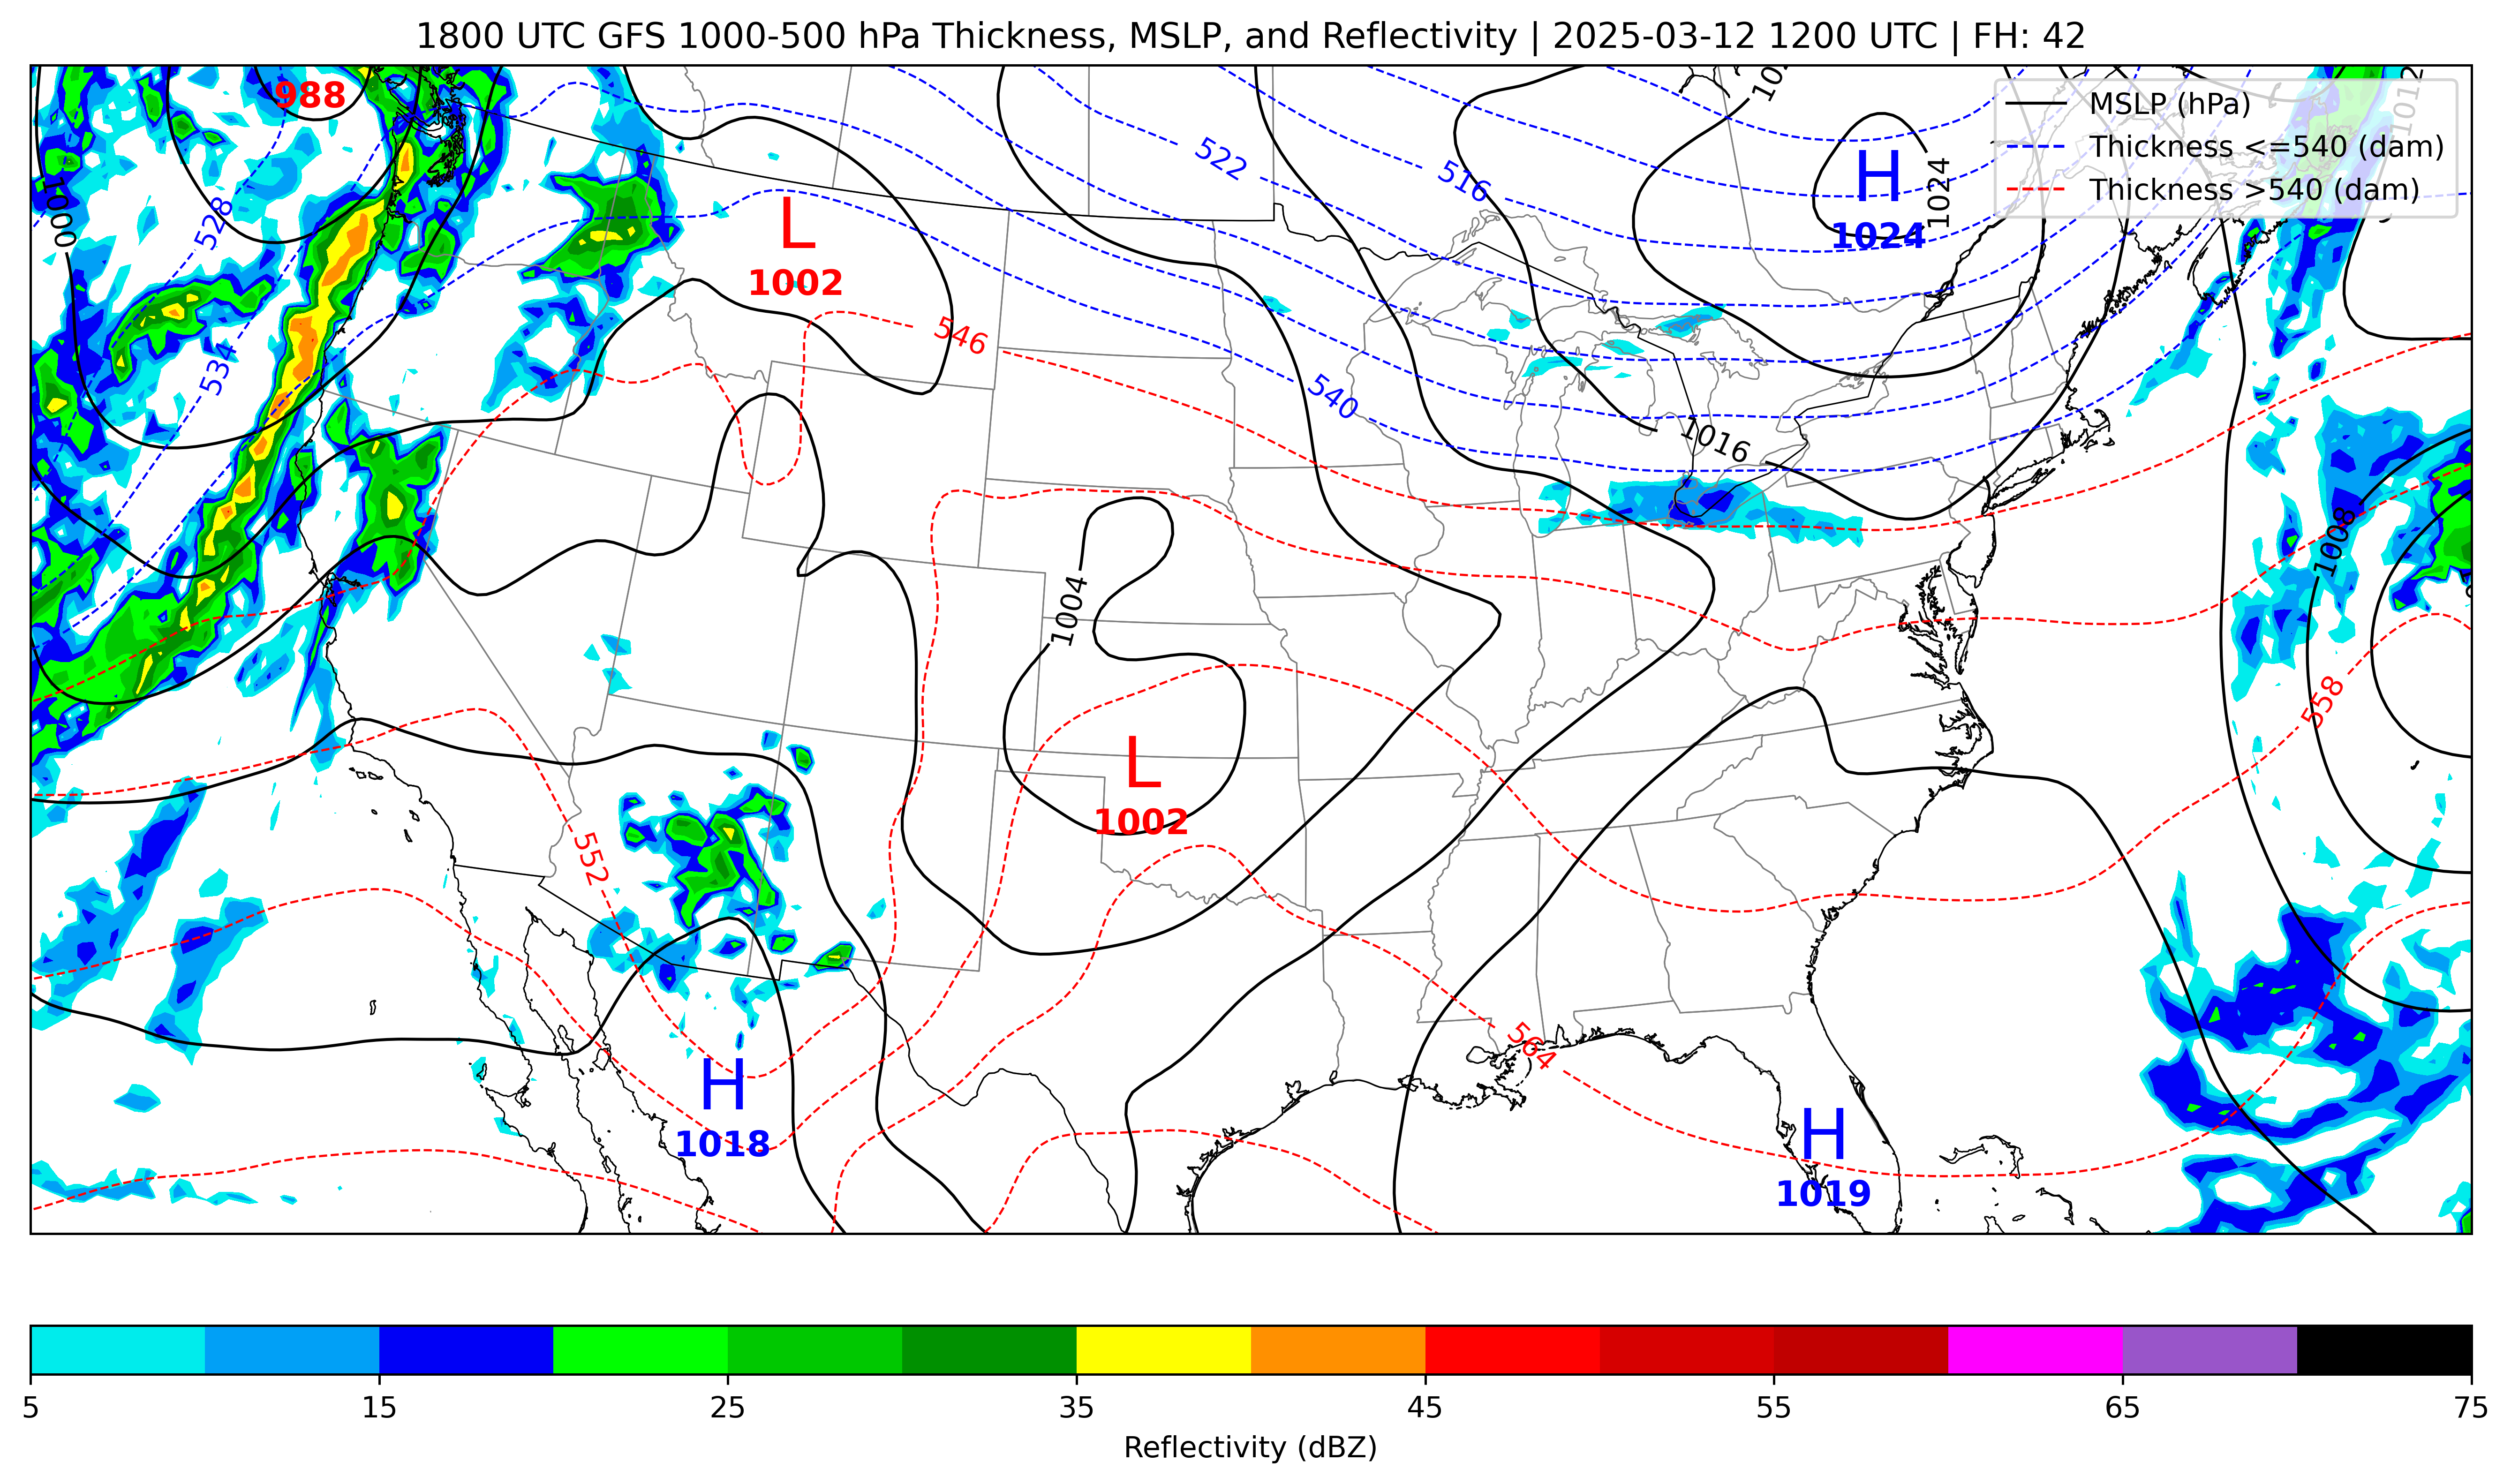 1800 UTC GFS 1000-500 hPa Thickness, MSLP, and Reflectivity | 2025-03-12 1200 UTC | FH: 42
MSLP (hPa)
Thickness <=540 (dam)
Thickness >540 (dam)
988
1012
1000
528
522
516
H
1024
1024
L
1002
546
534
540
1016
1008
1004
558
L
1002
552
564
H
1018
H
1019
5 15 25 35 45 55 65 75
Reflectivity (dBZ)